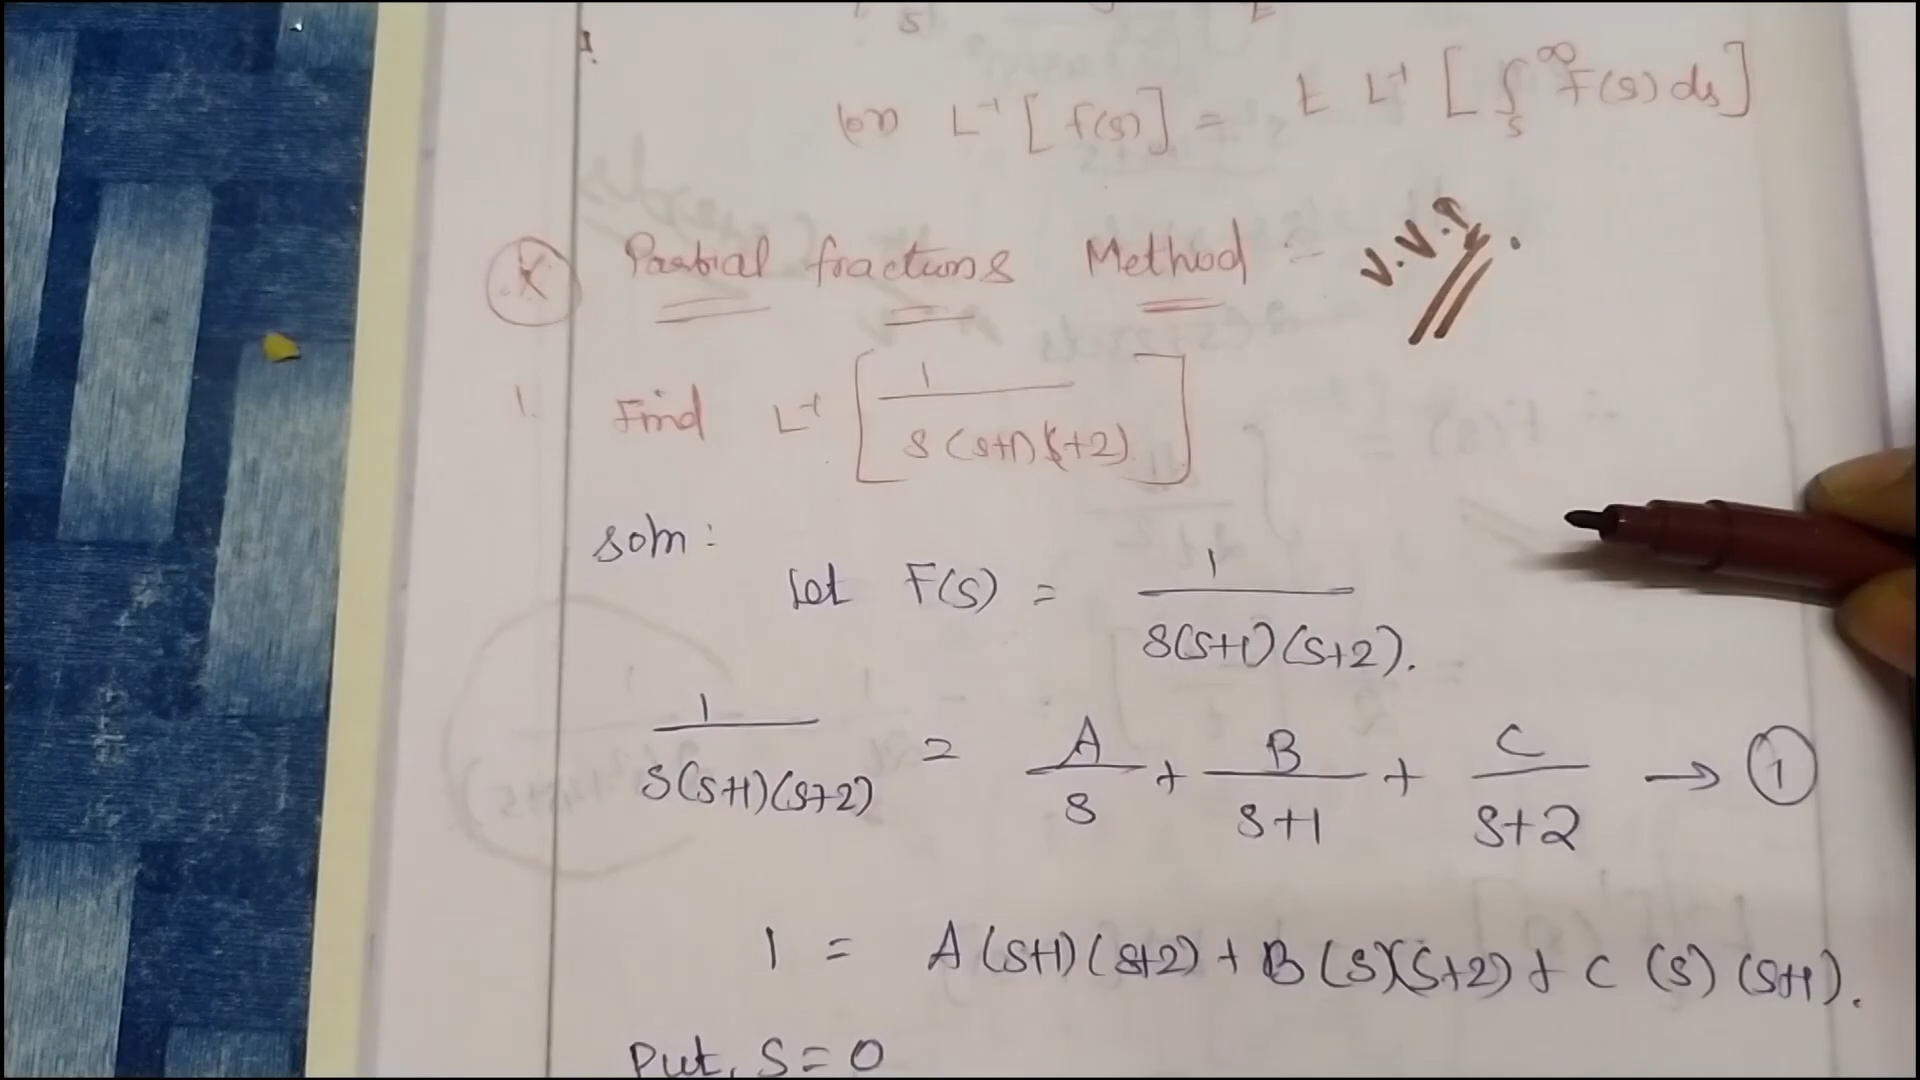 (or) L⁻¹ [f(s)] = t L⁻¹ [∫ₛ^∞ F(s) ds]
Partial fractions Method = V.V.I.
1. Find L⁻¹ [1 / s(s+1)(s+2)]
soln:
Let F(s) = 1 / s(s+1)(s+2).
1 / s(s+1)(s+2) = A/s + B/s+1 + C/s+2 → ①
1 = A(s+1)(s+2) + B(s)(s+2) + C (s) (s+1).
Put, S = 0